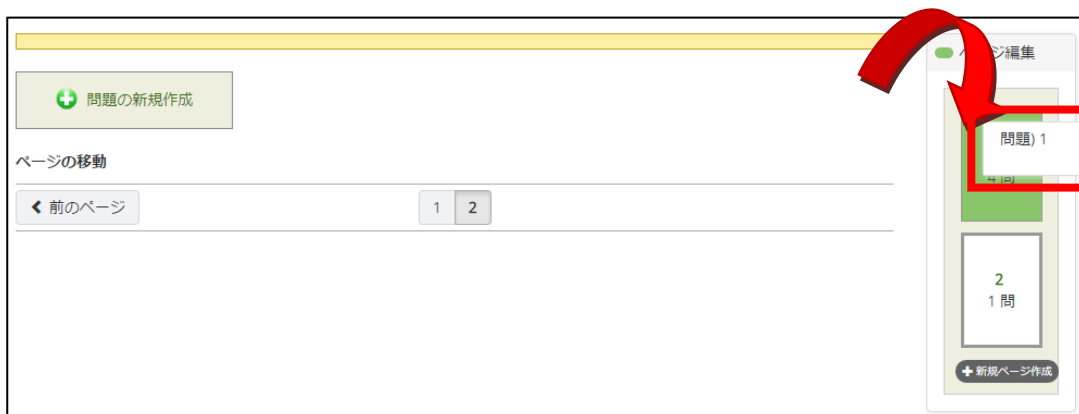 ジ編集
問題の新規作成
問題) 1
4 問
ページの移動
前のページ
1 2
2
1 問
新規ページ作成